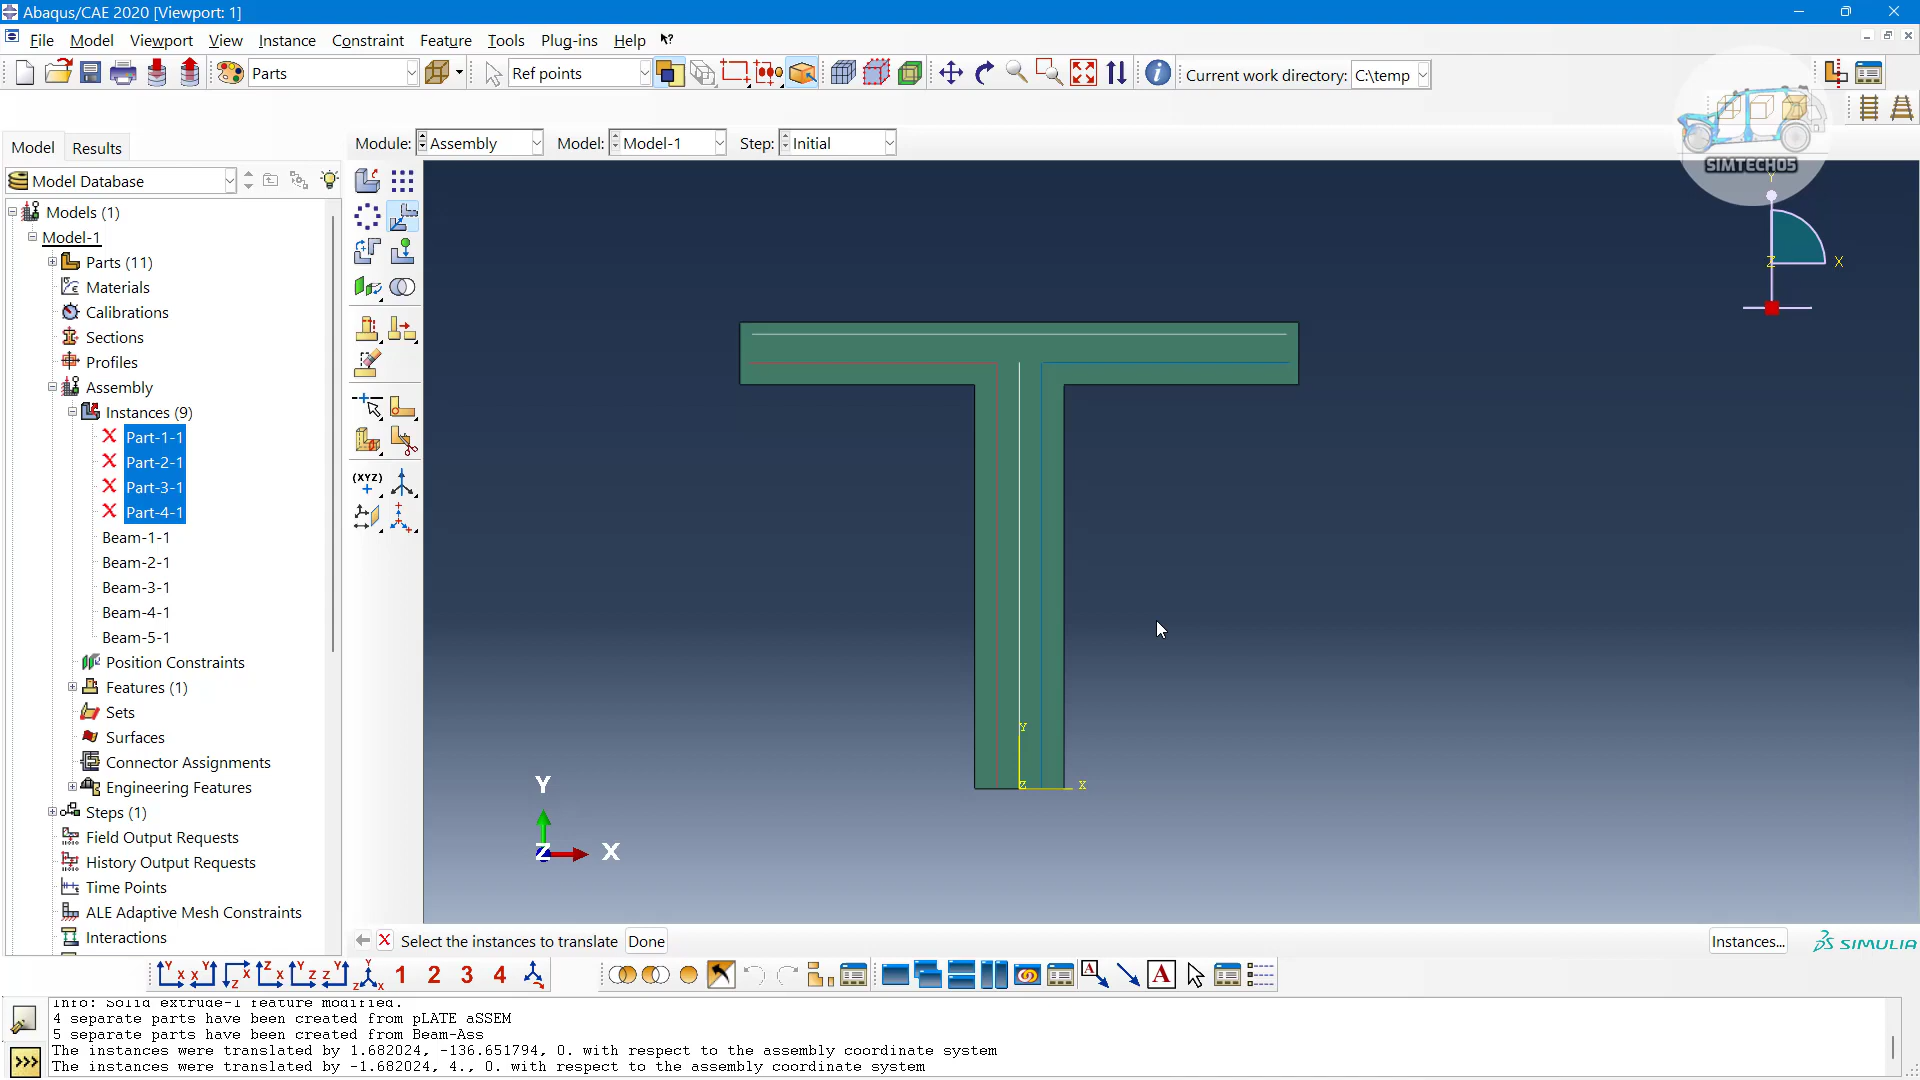 Abaqus/CAE 2020 [Viewport: 1]
File Model Viewport View Instance Constraint Feature Tools Plug-ins Help
Parts
Ref points
Current work directory: C:\temp
SIMTECH05
Model Results
Module: Assembly Model: Model-1 Step: Initial
Model Database
Models (1)
Model-1
Parts (11)
Materials
Calibrations
Sections
Profiles
Assembly
Instances (9)
Part-1-1
Part-2-1
Part-3-1
Part-4-1
Beam-1-1
Beam-2-1
Beam-3-1
Beam-4-1
Beam-5-1
Position Constraints
Features (1)
Sets
Surfaces
Connector Assignments
Engineering Features
Steps (1)
Field Output Requests
History Output Requests
Time Points
ALE Adaptive Mesh Constraints
Interactions
(XYZ)
Y
Z X
Y
Z X
Y
Z X
Select the instances to translate Done
Instances...
SIMULIA
1 2 3 4
A
Info: Solid extrude-1 feature modified.
4 separate parts have been created from pLATE aSSEM
5 separate parts have been created from Beam-Ass
The instances were translated by 1.682024, -136.651794, 0. with respect to the assembly coordinate system
The instances were translated by -1.682024, 4., 0. with respect to the assembly coordinate system
>>>